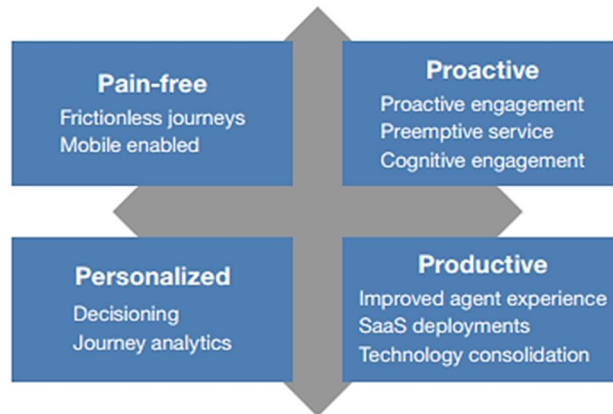 Pain-free
Frictionless journeys
Mobile enabled
Proactive
Proactive engagement
Preemptive service
Cognitive engagement
Personalized
Decisioning
Journey analytics
Productive
Improved agent experience
SaaS deployments
Technology consolidation